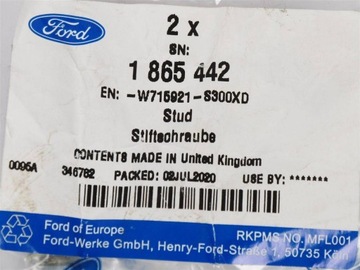 Ford
2 x
SN:
1 865 442
EN: -W715921-S300XD
Stud
Stiftschraube
CONTENTS MADE IN United Kingdom
0095A 346782 PACKED: 02JUL2020 USE BY: *******
Ford of Europe
Ford-Werke GmbH, Henry-Ford-Straße 1, 50735 Köln
RKPMS NO. MFL001